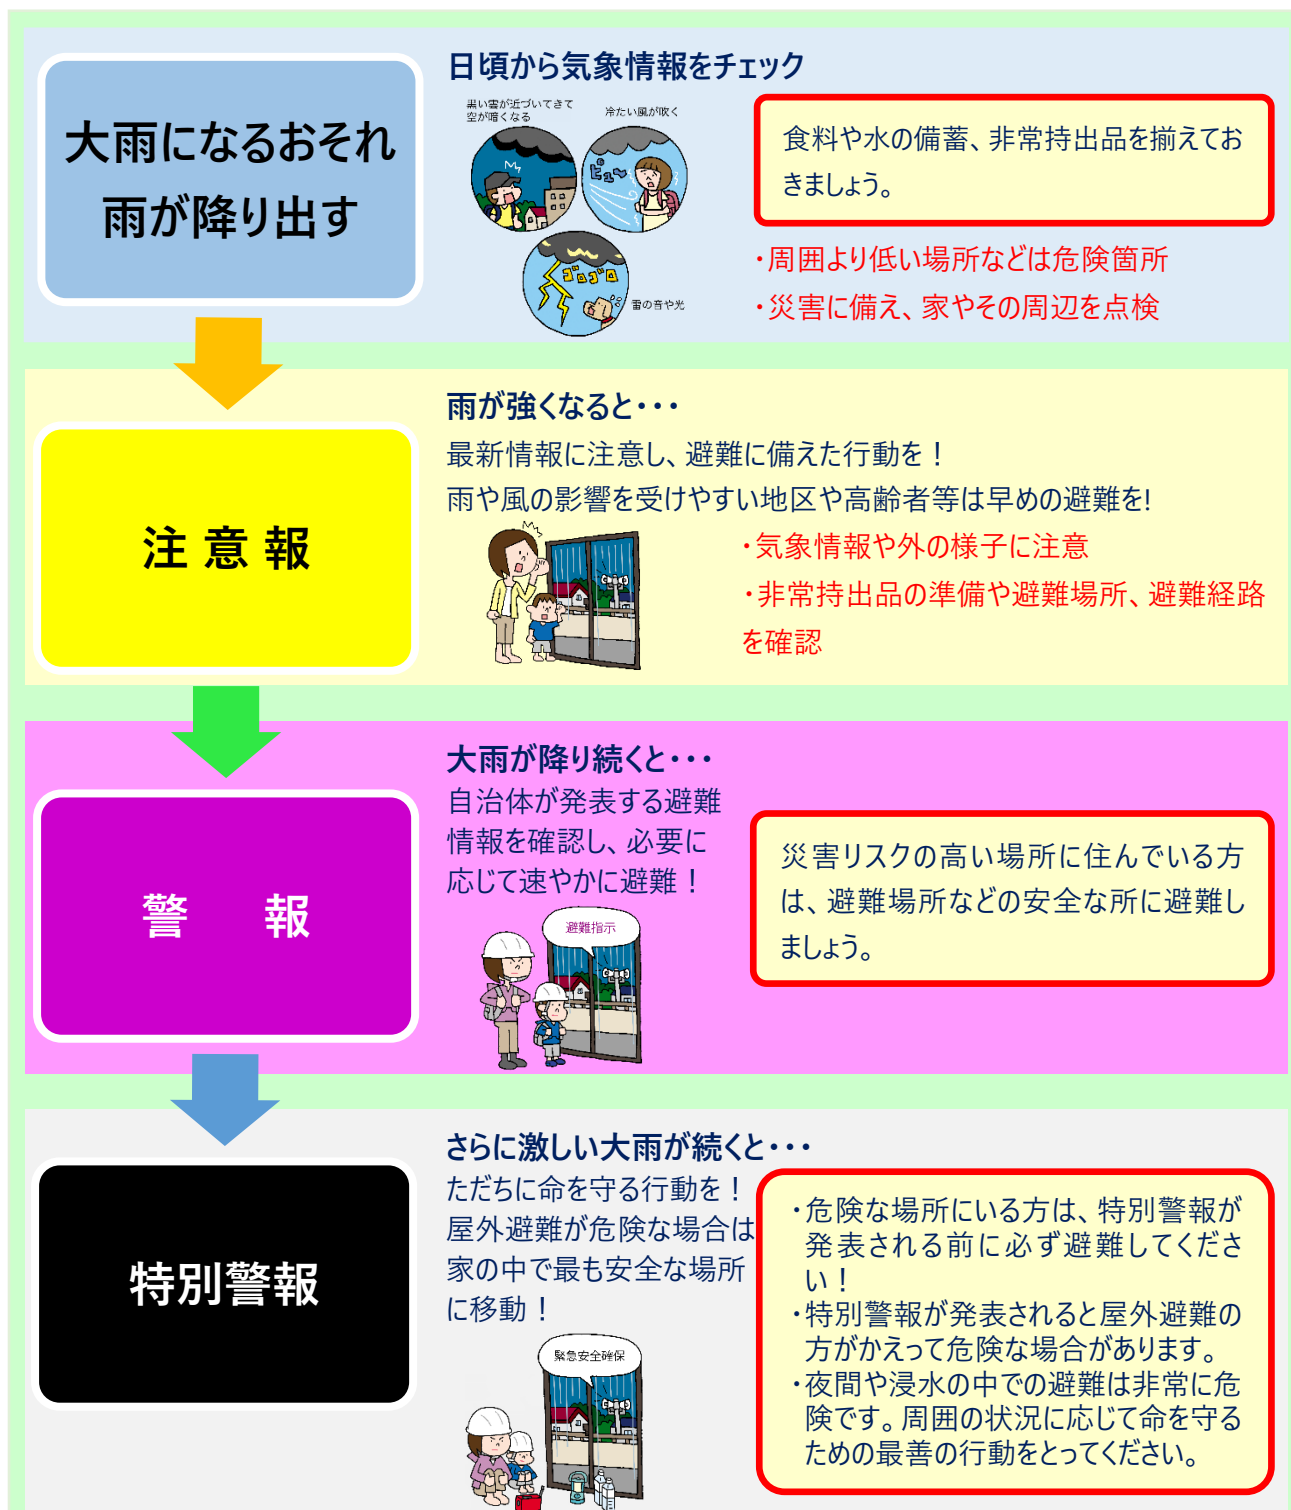 大雨になるおそれ
雨が降り出す
日頃から気象情報をチェック
黒い雲が近づいてきて
空が暗くなる
冷たい風が吹く
ピュ〜
ゴロゴロ
雷の音や光
食料や水の備蓄、非常持出品を揃えてお
きましょう。
・周囲より低い場所などは危険箇所
・災害に備え、家やその周辺を点検
注意報
雨が強くなると・・・
最新情報に注意し、避難に備えた行動を！
雨や風の影響を受けやすい地区や高齢者等は早めの避難を!
・気象情報や外の様子に注意
・非常持出品の準備や避難場所、避難経路
を確認
警　報
大雨が降り続くと・・・
自治体が発表する避難
情報を確認し、必要に
応じて速やかに避難！
避難指示
災害リスクの高い場所に住んでいる方
は、避難場所などの安全な所に避難し
ましょう。
特別警報
さらに激しい大雨が続くと・・・
ただちに命を守る行動を！
屋外避難が危険な場合は
家の中で最も安全な場所
に移動！
緊急安全確保
・危険な場所にいる方は、特別警報が
発表される前に必ず避難してくださ
い！
・特別警報が発表されると屋外避難の
方がかえって危険な場合があります。
・夜間や浸水の中での避難は非常に危
険です。周囲の状況に応じて命を守る
ための最善の行動をとってください。